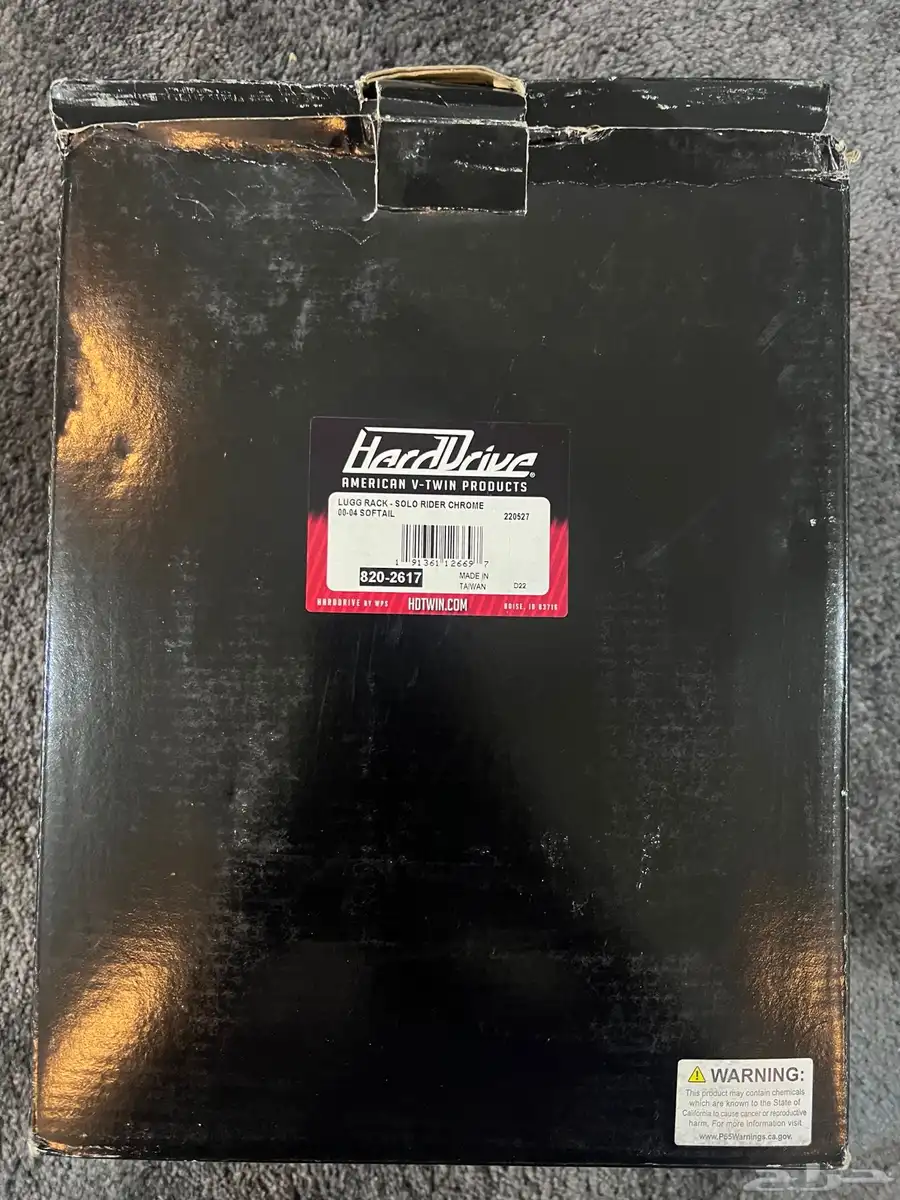 HardDrive®
AMERICAN V-TWIN PRODUCTS
LUGG RACK - SOLO RIDER CHROME
00-04 SOFTAIL
220527
1 91361 12669 7
820-2617
MADE IN
TAIWAN
D22
HARDDRIVE BY WPS HDTWIN.COM BOISE, ID 83716
⚠ WARNING:
This product may contain chemicals
which are known to the State of
California to cause cancer or reproductive
harm, For more information visit
www.P65Warnings.ca.gov.
حراج